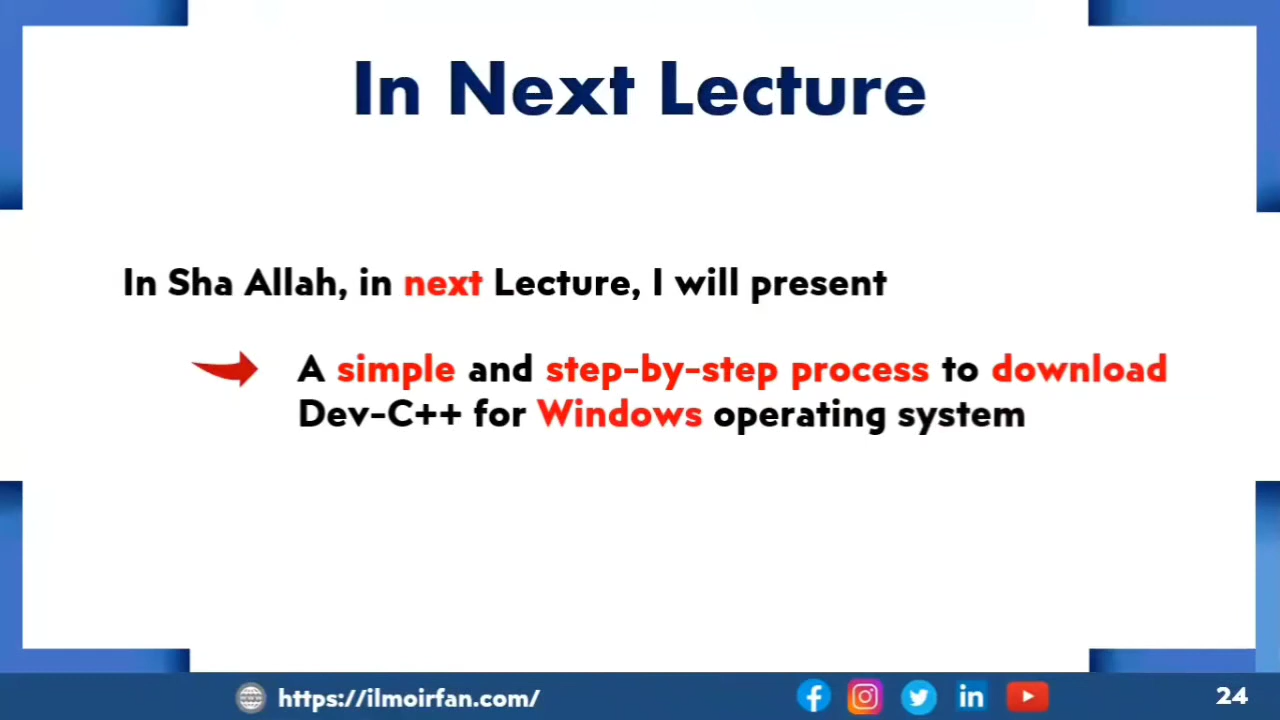 In Next Lecture
In Sha Allah, in next Lecture, I will present
A simple and step-by-step process to download
Dev-C++ for Windows operating system
https://ilmoirfan.com/
24